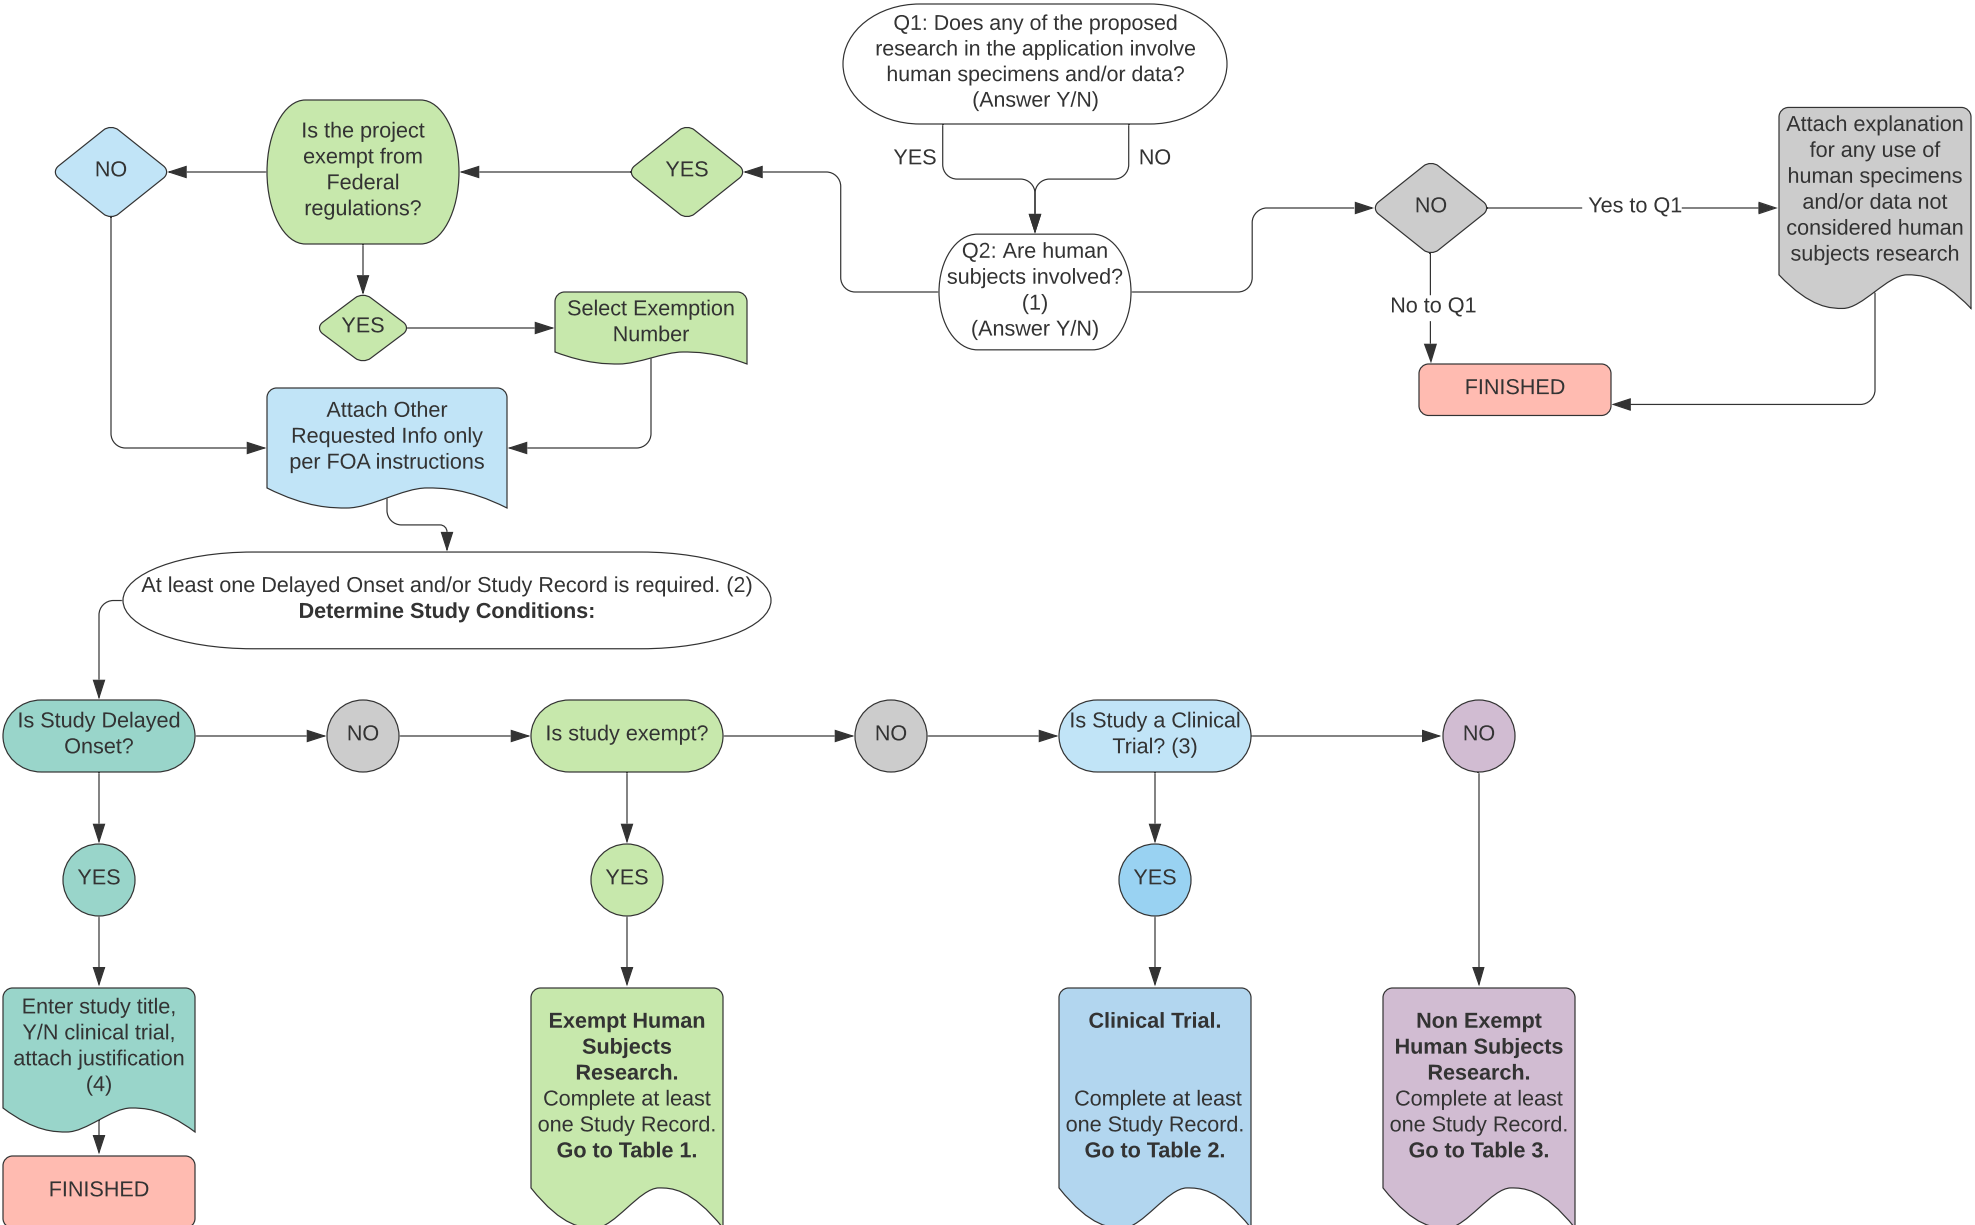 Q1: Does any of the proposed
research in the application involve
human specimens and/or data?
(Answer Y/N)
YES
NO
Q2: Are human
subjects involved?
(1)
(Answer Y/N)
YES
Is the project
exempt from
Federal
regulations?
NO
YES
Select Exemption
Number
Attach Other
Requested Info only
per FOA instructions
NO
Yes to Q1
Attach explanation
for any use of
human specimens
and/or data not
considered human
subjects research
No to Q1
FINISHED
At least one Delayed Onset and/or Study Record is required. (2)
Determine Study Conditions:
Is Study Delayed
Onset?
NO
Is study exempt?
NO
Is Study a Clinical
Trial? (3)
NO
YES
YES
YES
Enter study title,
Y/N clinical trial,
attach justification
(4)
FINISHED
Exempt Human
Subjects
Research.
Complete at least
one Study Record.
Go to Table 1.
Clinical Trial.
Complete at least
one Study Record.
Go to Table 2.
Non Exempt
Human Subjects
Research.
Complete at least
one Study Record.
Go to Table 3.